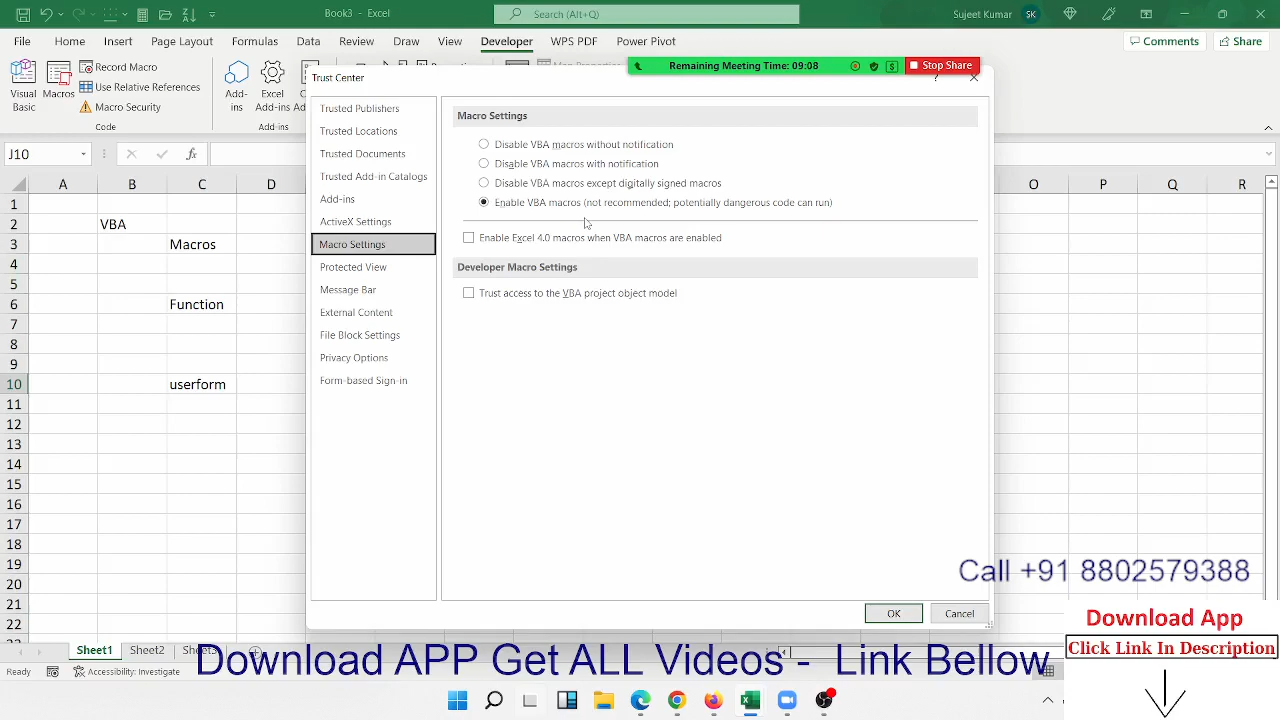 Book3 - Excel
Search (Alt+Q)
Sujeet Kumar
SK
File
Home
Insert
Page Layout
Formulas
Data
Review
Draw
View
Developer
WPS PDF
Power Pivot
Comments
Share
Remaining Meeting Time: 09:08
Stop Share
Visual
Basic
Macros
Record Macro
Use Relative References
Macro Security
Code
Add-
ins
Excel
Add-ins
Add-ins
Trust Center
?
J10
fx
A
B
C
D
O
P
Q
R
1
2
VBA
3
Macros
4
5
6
Function
7
8
9
10
userform
11
12
13
14
15
16
17
18
19
20
21
22
Trusted Publishers
Trusted Locations
Trusted Documents
Trusted Add-in Catalogs
Add-ins
ActiveX Settings
Macro Settings
Protected View
Message Bar
External Content
File Block Settings
Privacy Options
Form-based Sign-in
Macro Settings
Disable VBA macros without notification
Disable VBA macros with notification
Disable VBA macros except digitally signed macros
Enable VBA macros (not recommended; potentially dangerous code can run)
Enable Excel 4.0 macros when VBA macros are enabled
Developer Macro Settings
Trust access to the VBA project object model
OK
Cancel
Call +91 8802579388
Download App
Click Link In Description
Sheet1
Sheet2
Download APP Get ALL Videos - Link Bellow
Ready
Accessibility: Investigate